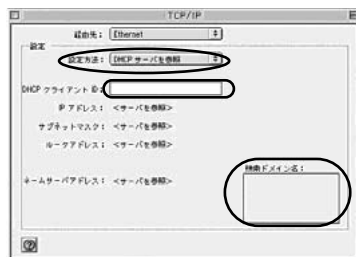 TCP/IP
経由先： Ethernet
設定
設定方法： DHCP サーバを参照
DHCP クライアント ID：
IP アドレス： <サーバを参照>
サブネットマスク： <サーバを参照>
ルータアドレス： <サーバを参照>
ネームサーバアドレス： <サーバを参照>
検索ドメイン名：